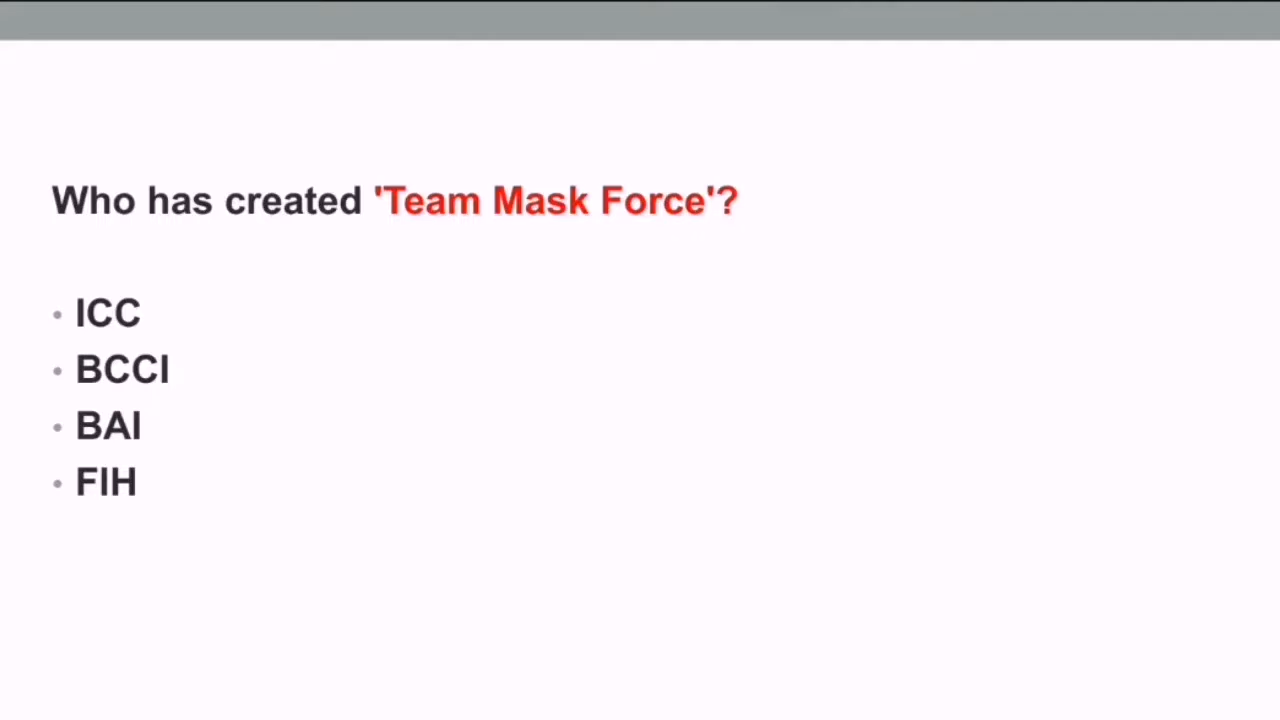 Who has created 'Team Mask Force'?
• ICC
• BCCI
• BAI
• FIH